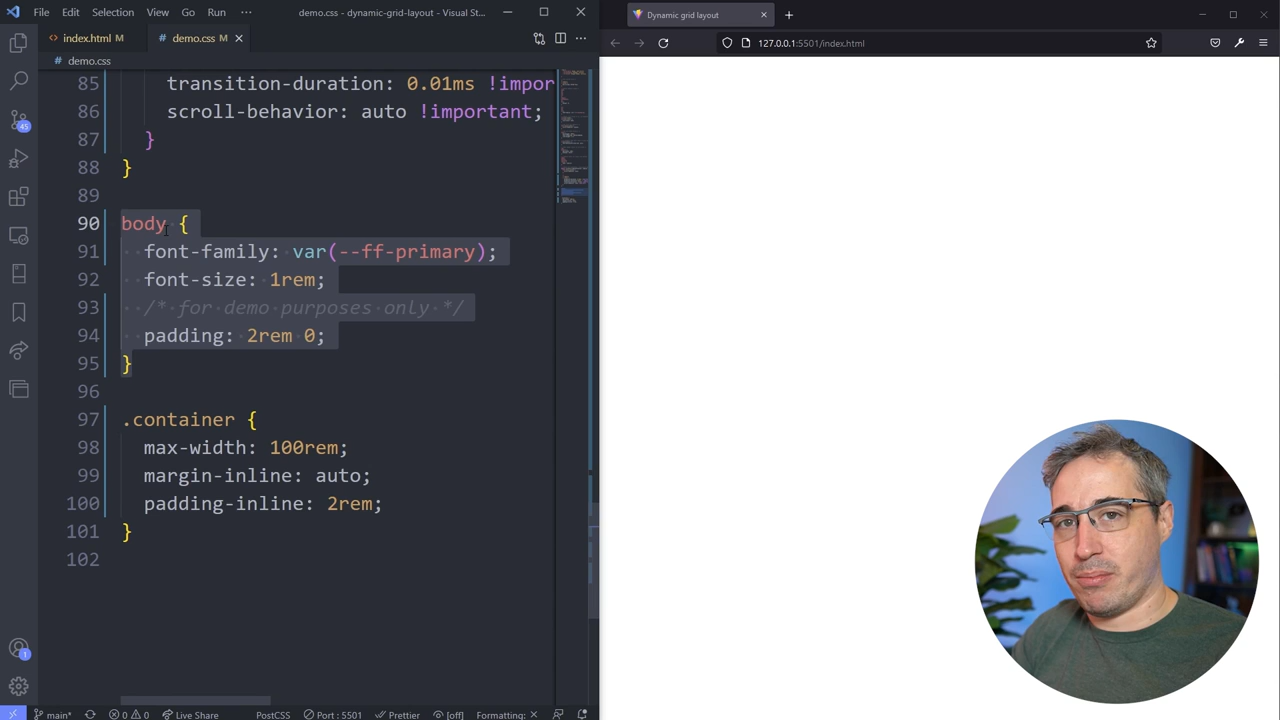 File Edit Selection View Go Run ··· demo.css - dynamic-grid-layout - Visual St...
index.html M demo.css M
demo.css
85 transition-duration: 0.01ms !impor
86 scroll-behavior: auto !important;
87 }
88 }
89
90 body {
91 font-family: var(--ff-primary);
92 font-size: 1rem;
93 /* for demo purposes only */
94 padding: 2rem 0;
95 }
96
97 .container {
98 max-width: 100rem;
99 margin-inline: auto;
100 padding-inline: 2rem;
101 }
102
45
1
main* 0 0 Live Share PostCSS Port : 5501 Prettier [off] Formatting: ×
Dynamic grid layout
127.0.0.1:5501/index.html